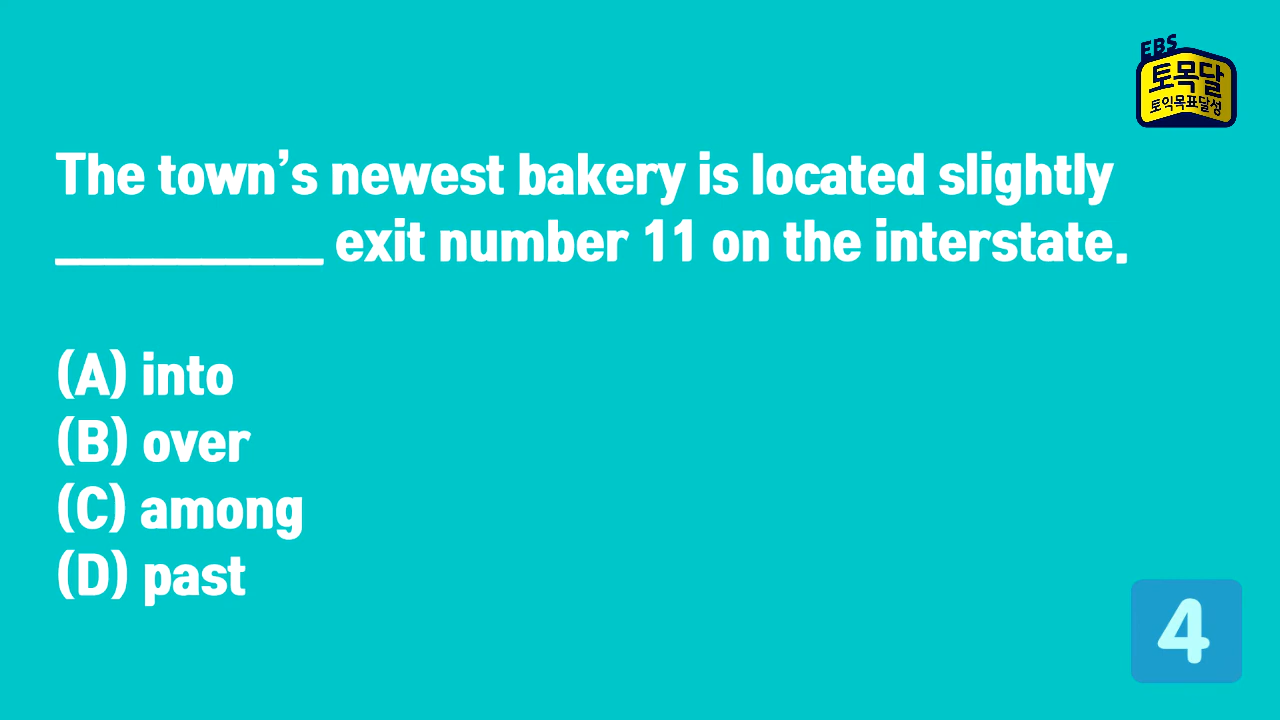 EBS
토목달
토익목표달성
The town’s newest bakery is located slightly
__________ exit number 11 on the interstate.
(A) into
(B) over
(C) among
(D) past
4